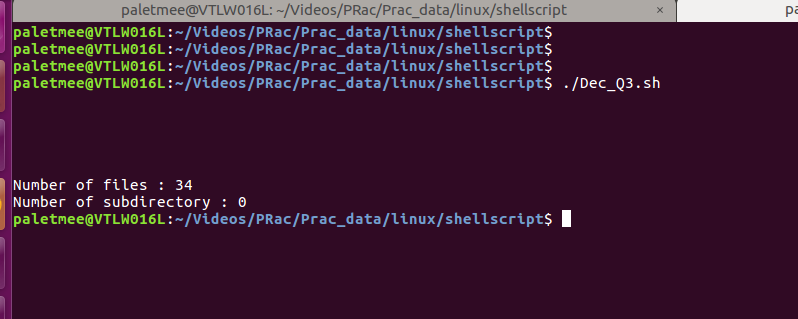 paletmee@VTLW016L: ~/Videos/PRac/Prac_data/linux/shellscript × pa
paletmee@VTLW016L:~/Videos/PRac/Prac_data/linux/shellscript$
paletmee@VTLW016L:~/Videos/PRac/Prac_data/linux/shellscript$
paletmee@VTLW016L:~/Videos/PRac/Prac_data/linux/shellscript$
paletmee@VTLW016L:~/Videos/PRac/Prac_data/linux/shellscript$ ./Dec_Q3.sh
Number of files : 34
Number of subdirectory : 0
paletmee@VTLW016L:~/Videos/PRac/Prac_data/linux/shellscript$